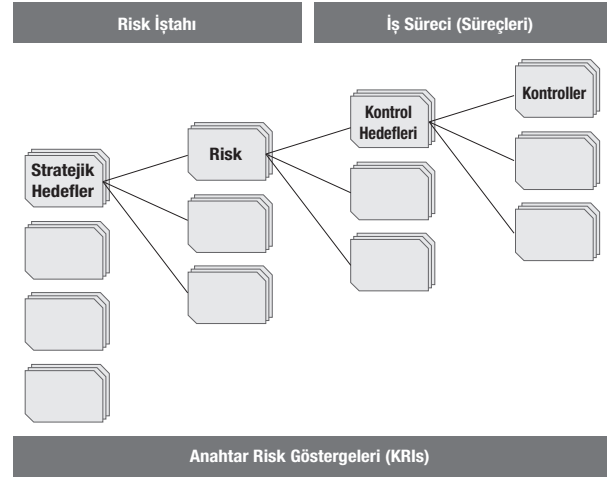 Risk İştahı
İş Süreci (Süreçleri)
Stratejik
Hedefler
Risk
Kontrol
Hedefleri
Kontroller
Anahtar Risk Göstergeleri (KRIs)